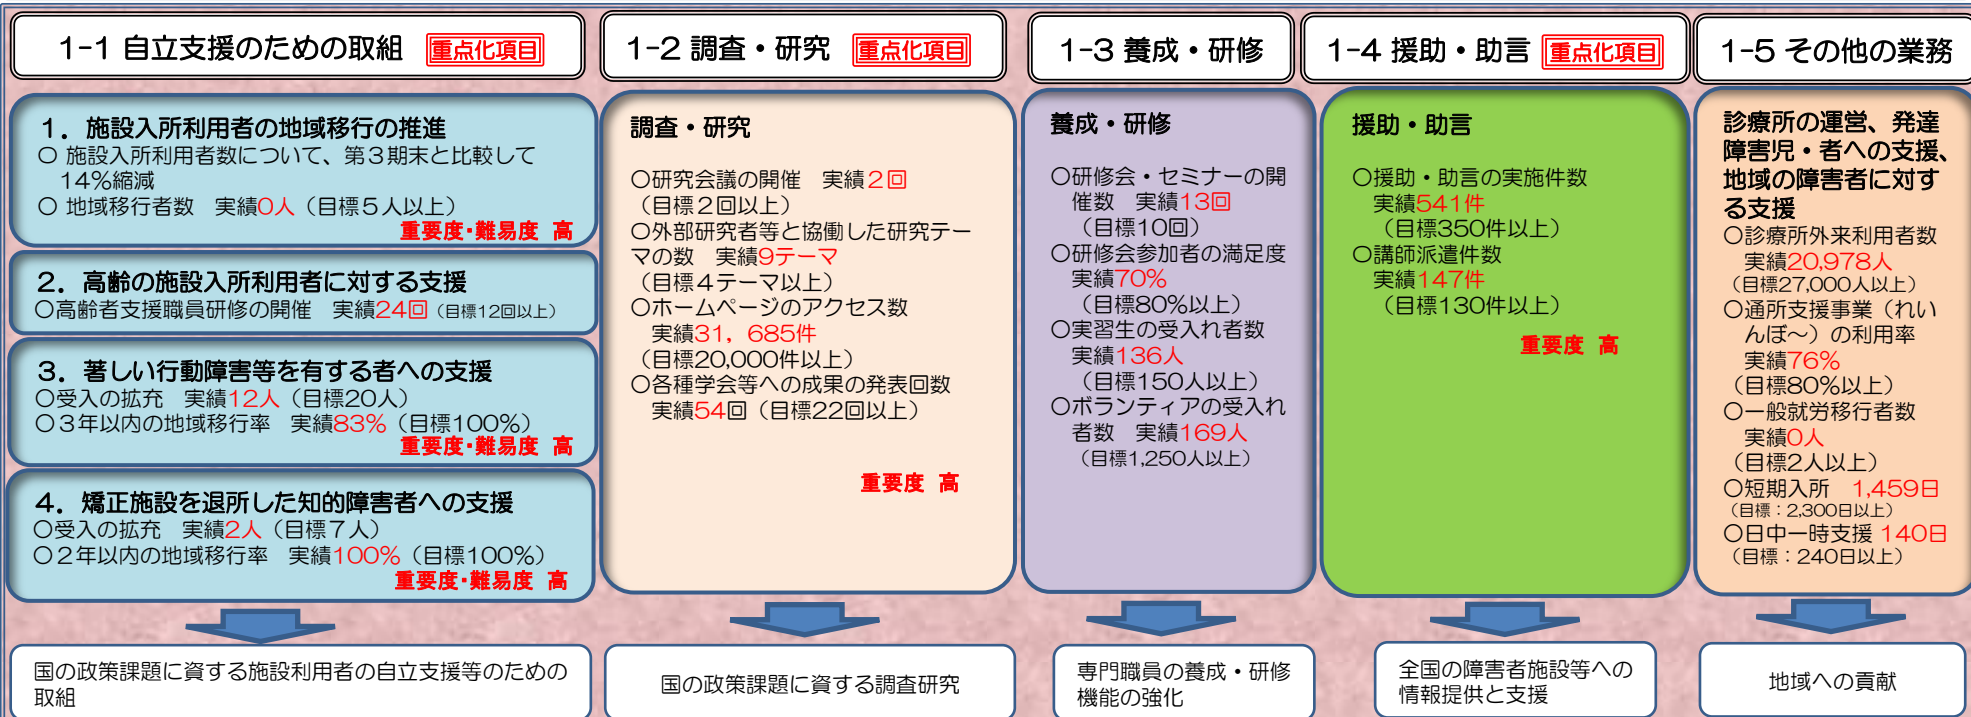 1-1 自立支援のための取組 重点化項目
1. 施設入所利用者の地域移行の推進
○ 施設入所利用者数について、第3期末と比較して
14%縮減
○ 地域移行者数 実績0人（目標5人以上）
重要度・難易度 高
2. 高齢の施設入所利用者に対する支援
○高齢者支援職員研修の開催 実績24回（目標12回以上）
3. 著しい行動障害等を有する者への支援
○受入の拡充 実績12人（目標20人）
○3年以内の地域移行率 実績83%（目標100%）
重要度・難易度 高
4. 矯正施設を退所した知的障害者への支援
○受入の拡充 実績2人（目標7人）
○2年以内の地域移行率 実績100%（目標100%）
重要度・難易度 高
国の政策課題に資する施設利用者の自立支援等のための
取組
1-2 調査・研究 重点化項目
調査・研究
○研究会議の開催 実績2回
（目標2回以上）
○外部研究者等と協働した研究テー
マの数 実績9テーマ
（目標4テーマ以上）
○ホームページのアクセス数
実績31，685件
（目標20,000件以上）
○各種学会等への成果の発表回数
実績54回（目標22回以上）
重要度 高
国の政策課題に資する調査研究
1-3 養成・研修
養成・研修
○研修会・セミナーの開
催数 実績13回
（目標10回）
○研修会参加者の満足度
実績70%
（目標80%以上）
○実習生の受入れ者数
実績136人
（目標150人以上）
○ボランティアの受入れ
者数 実績169人
（目標1,250人以上）
専門職員の養成・研修
機能の強化
1-4 援助・助言 重点化項目
援助・助言
○援助・助言の実施件数
実績541件
（目標350件以上）
○講師派遣件数
実績147件
（目標130件以上）
重要度 高
全国の障害者施設等への
情報提供と支援
1-5 その他の業務
診療所の運営、発達
障害児・者への支援、
地域の障害者に対す
る支援
○診療所外来利用者数
実績20,978人
（目標27,000人以上）
○通所支援事業（れい
んぼ～）の利用率
実績76%
（目標80%以上）
○一般就労移行者数
実績0人
（目標2人以上）
○短期入所 1,459日
（目標：2,300日以上）
○日中一時支援 140日
（目標：240日以上）
地域への貢献